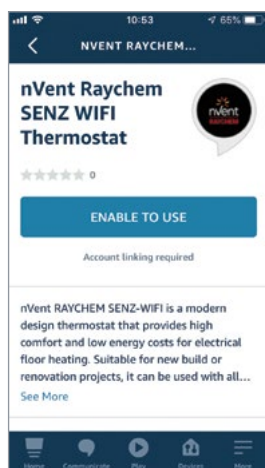 10:53
65%
NVENT RAYCHEM...
nVent Raychem
SENZ WIFI
Thermostat
nVent
RAYCHEM
0
ENABLE TO USE
Account linking required
nVent RAYCHEM SENZ-WIFI is a modern
design thermostat that provides high
comfort and low energy costs for electrical
floor heating. Suitable for new build or
renovation projects, it can be used with all...
See More
Home Communicate Play Devices More